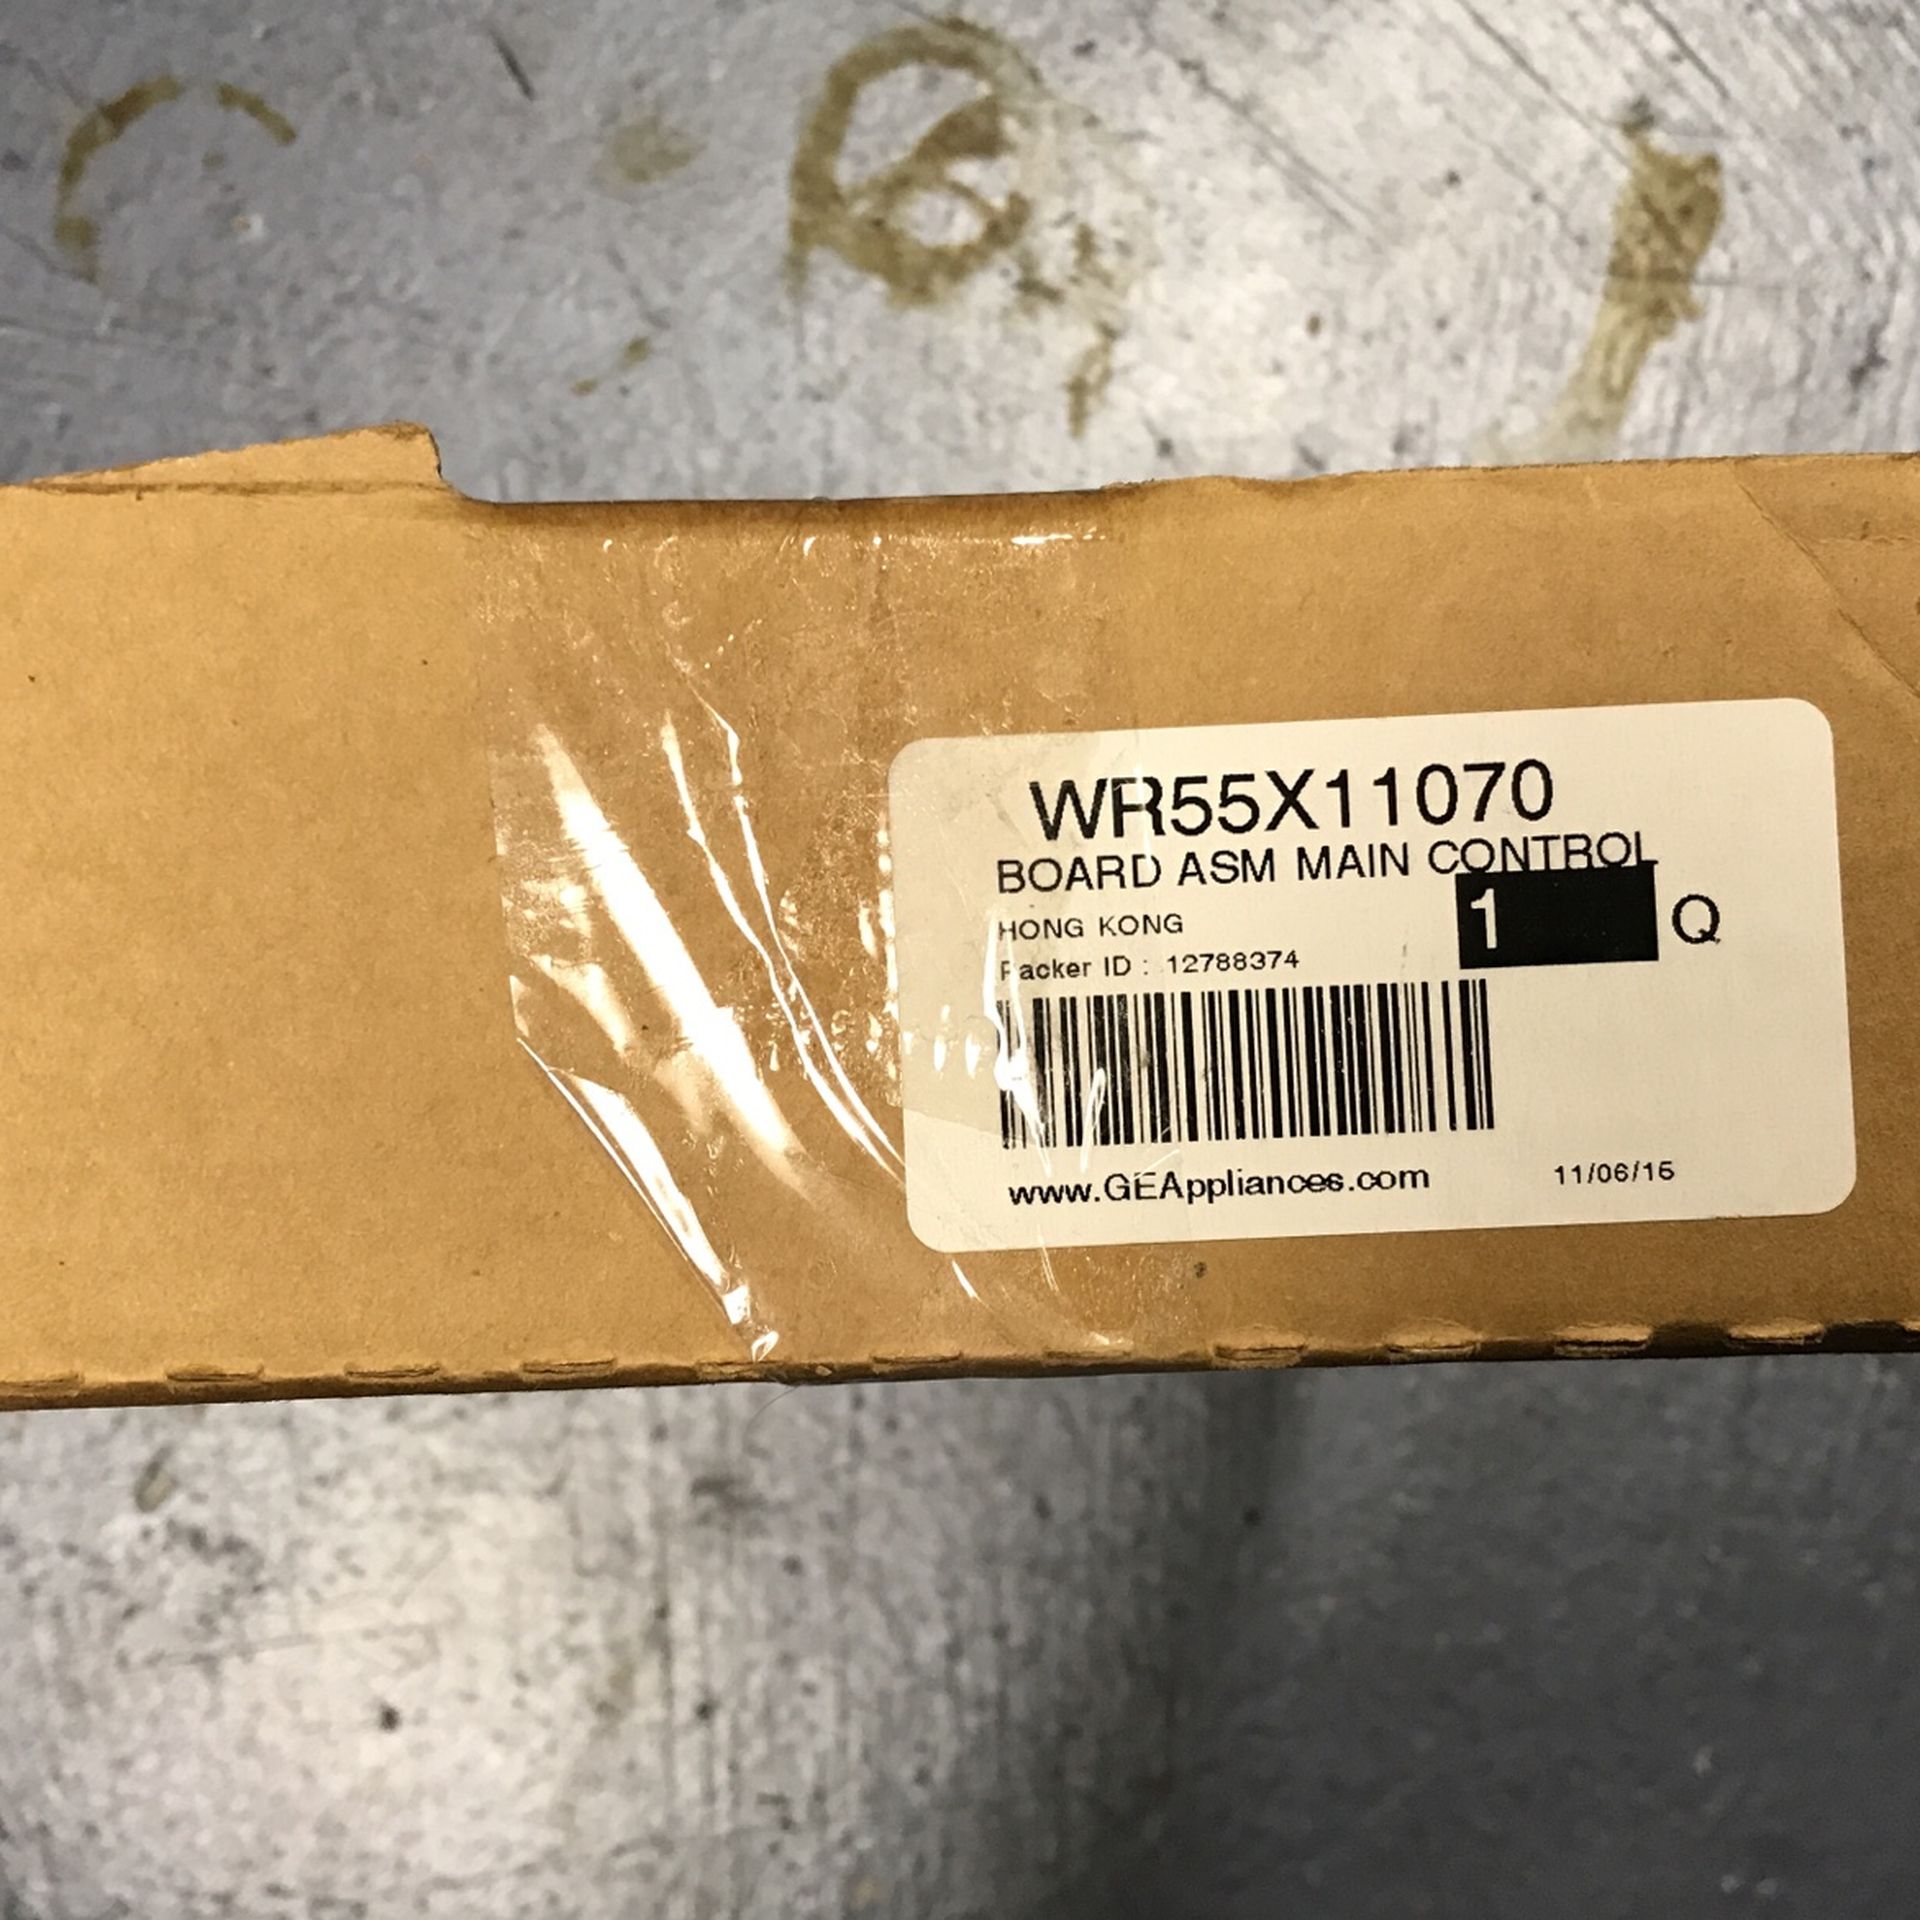 WR55X11070
BOARD ASM MAIN CONTROL
HONG KONG
1 Q
Packer ID : 12788374
www.GEAppliances.com
11/06/15